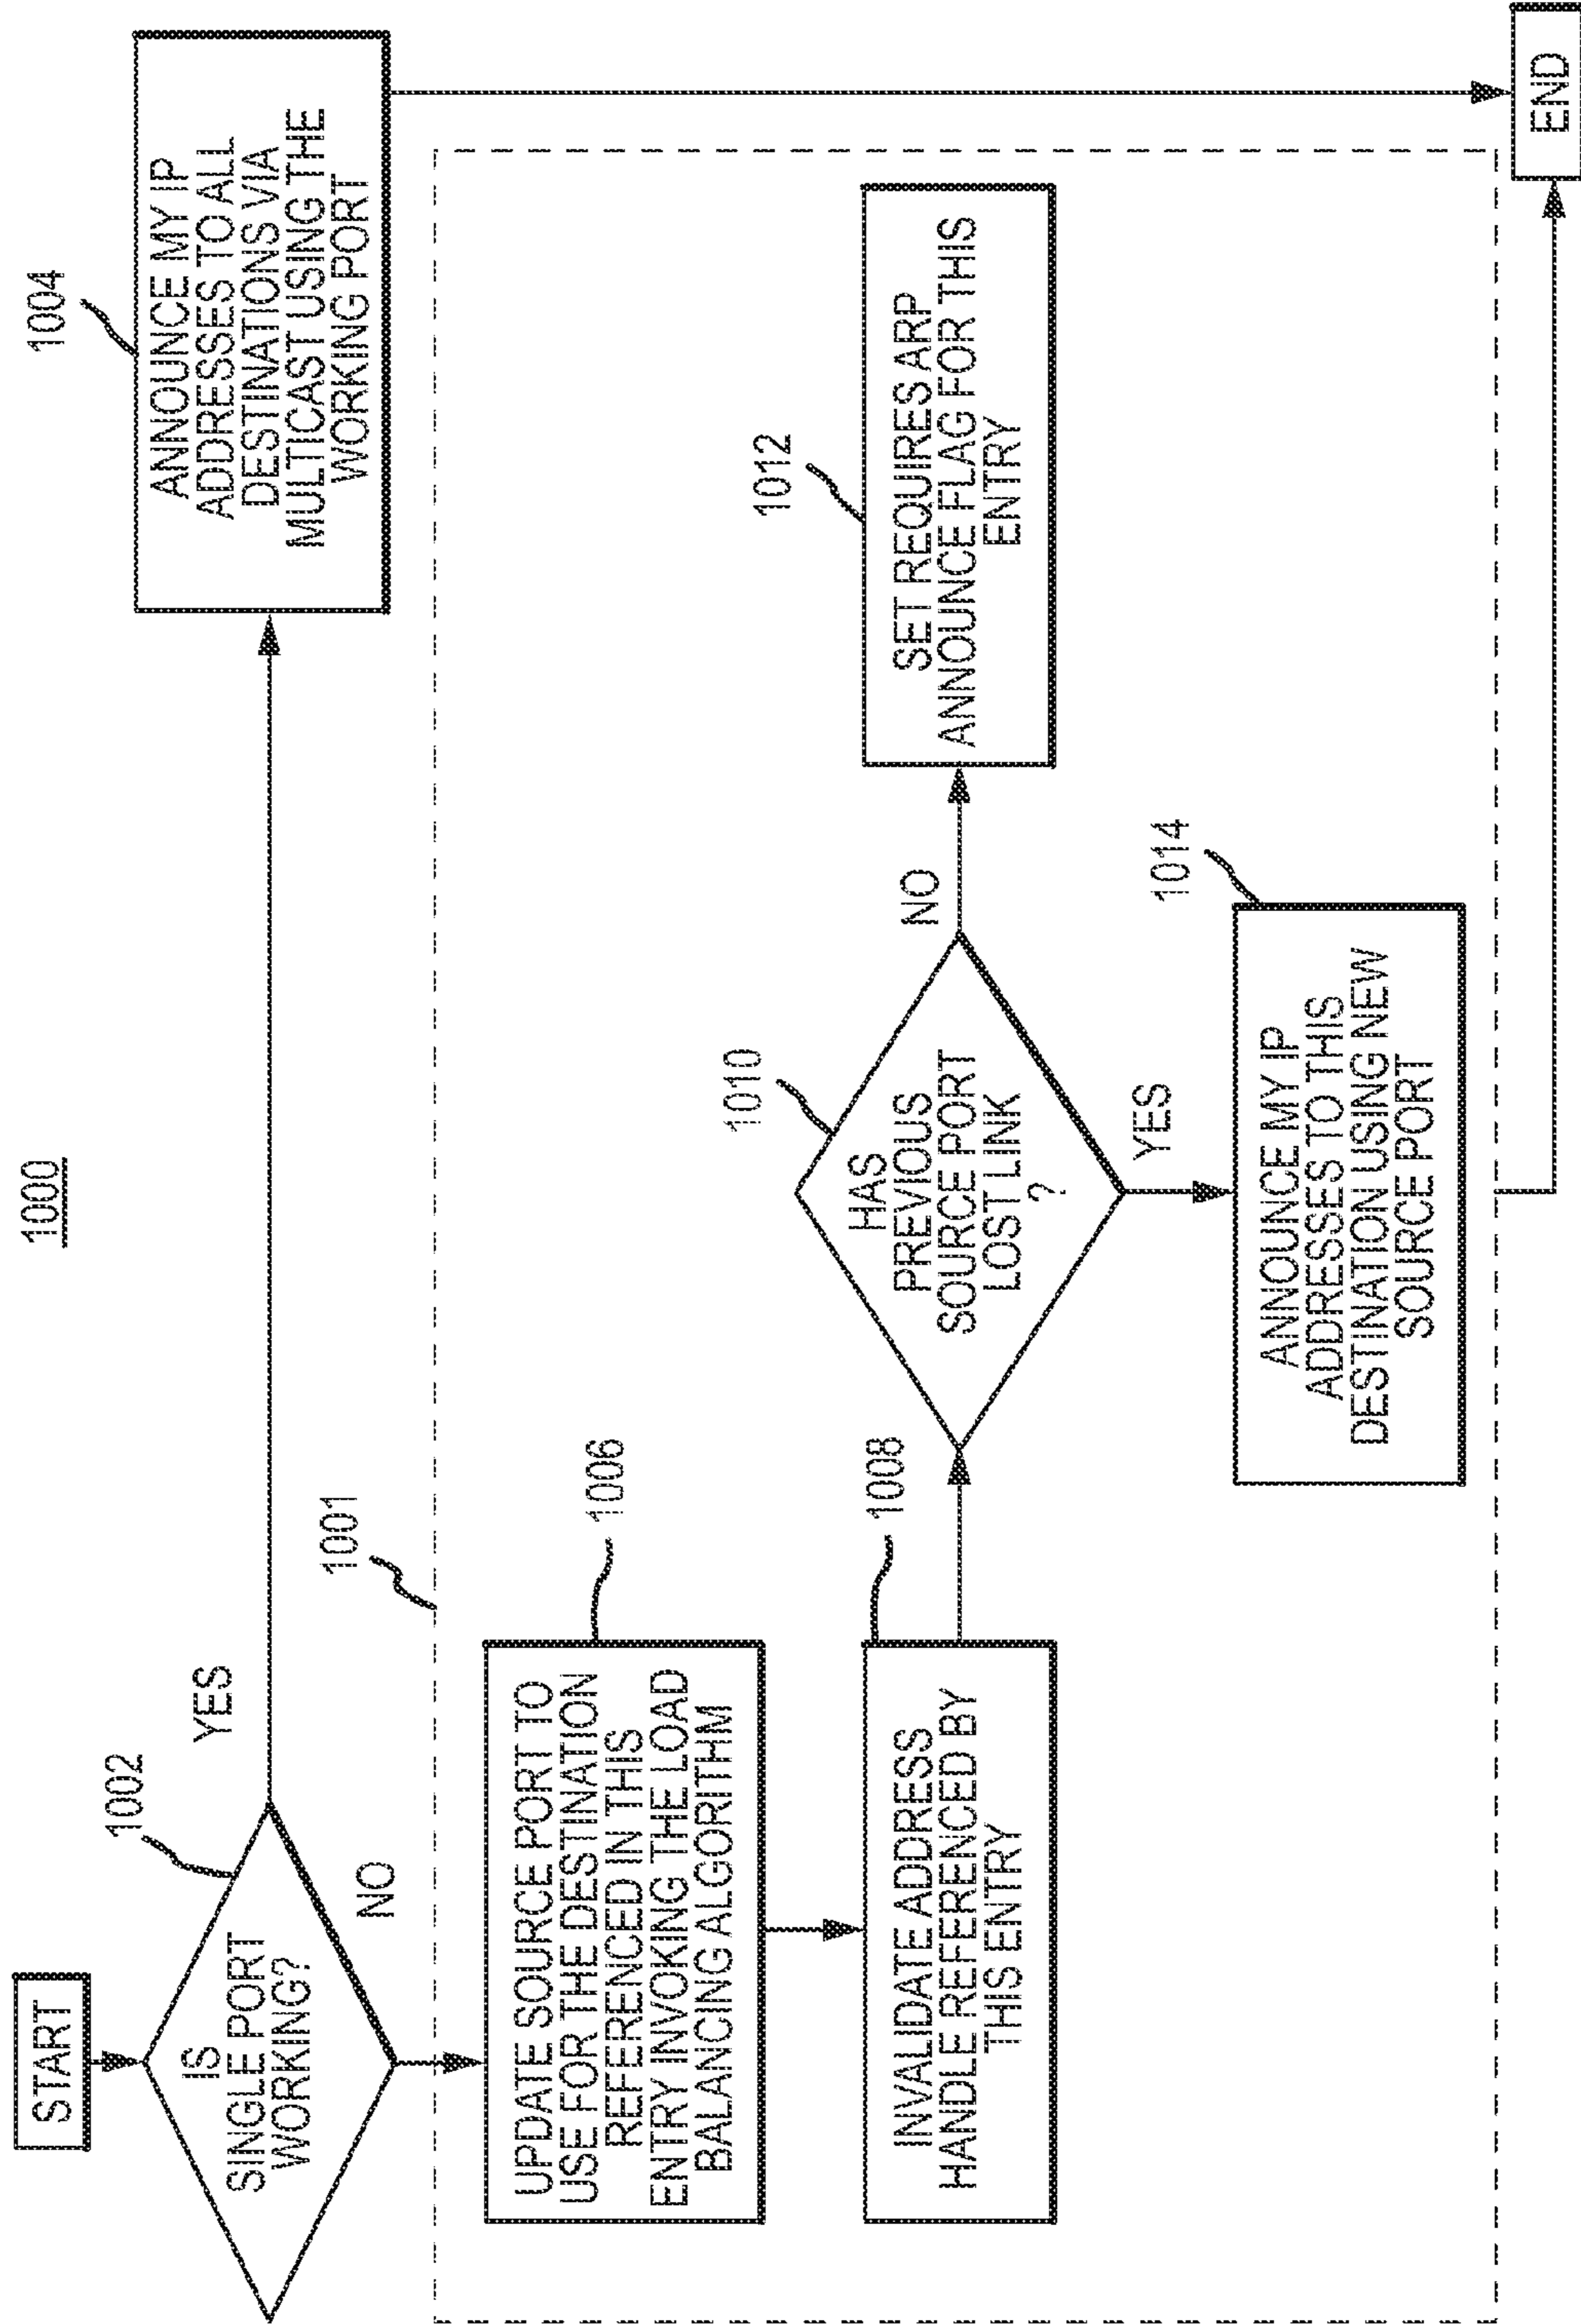 1000
START
1002
IS
SINGLE PORT
WORKING?
YES
NO
1004
ANNOUNCE MY IP
ADDRESSES TO ALL
DESTINATIONS VIA
MULTICAST USING THE
WORKING PORT
1001
UPDATE SOURCE PORT TO
USE FOR THE DESTINATION
REFERENCED IN THIS
ENTRY INVOKING THE LOAD
BALANCING ALGORITHM
1006
INVALIDATE ADDRESS
HANDLE REFERENCED BY
THIS ENTRY
1008
1010
HAS
PREVIOUS
SOURCE PORT
LOST LINK
?
NO
YES
1012
SET REQUIRES ARP
ANNOUNCE FLAG FOR THIS
ENTRY
1014
ANNOUNCE MY IP
ADDRESSES TO THIS
DESTINATION USING NEW
SOURCE PORT
END